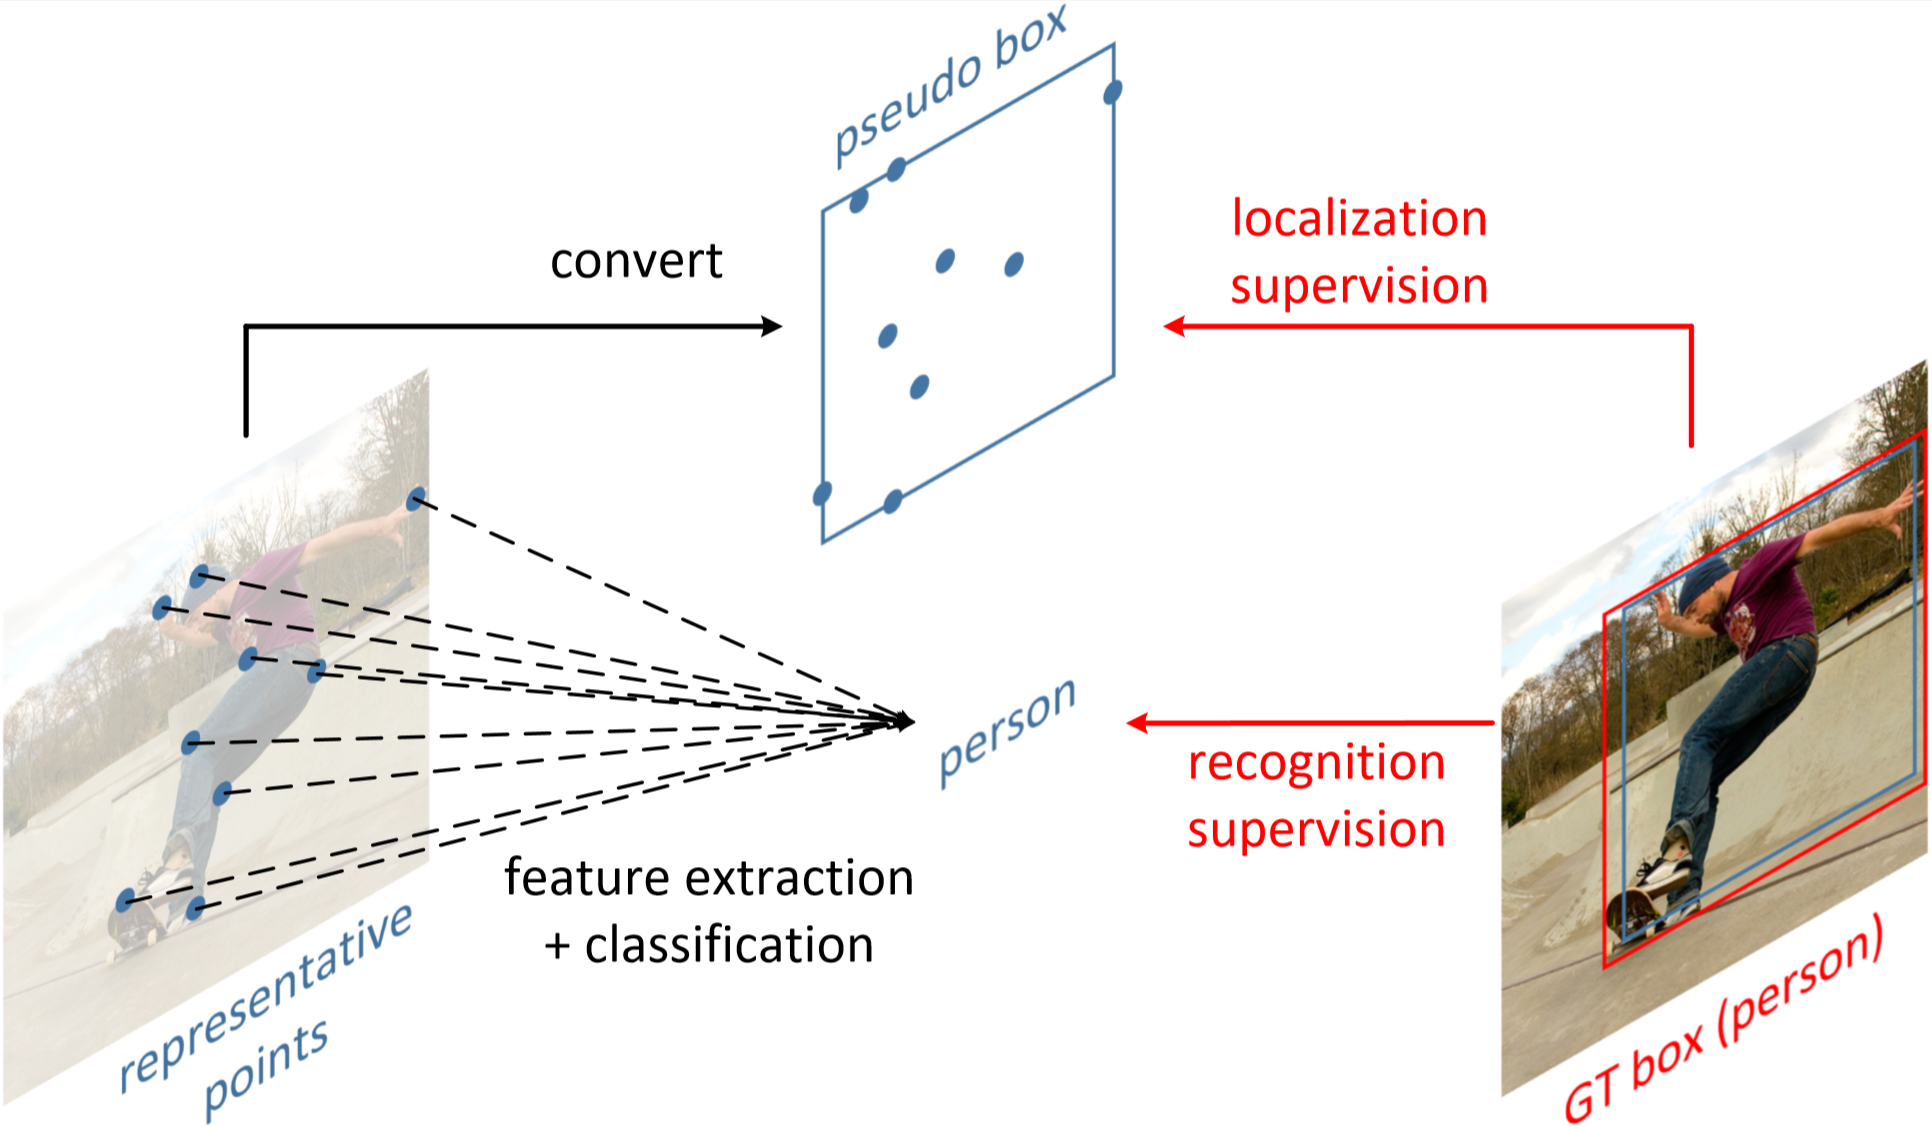 pseudo box
convert
localization
supervision
person
recognition
supervision
feature extraction
+ classification
representative
points
GT box (person)